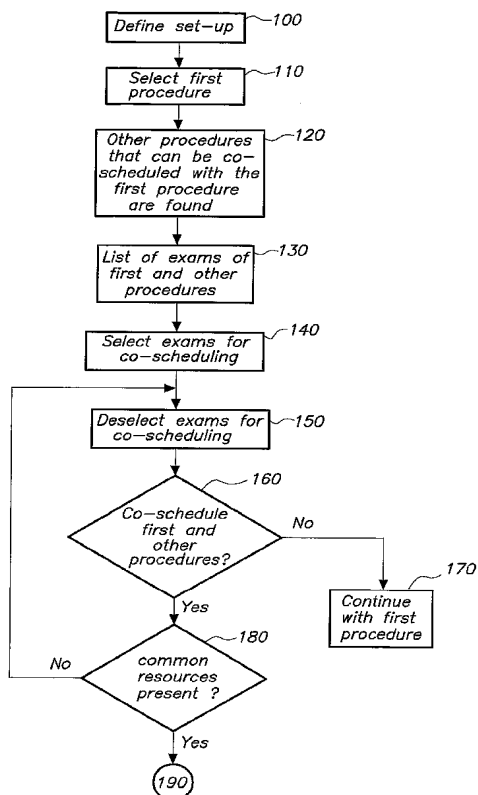 Define set-up
100
Select first
procedure
110
Other procedures
that can be co-
scheduled with the
first procedure
are found
120
List of exams of
first and other
procedures
130
Select exams for
co-scheduling
140
Deselect exams for
co-scheduling
150
Co-schedule
first and
other
procedures?
160
No
Continue
with first
procedure
170
Yes
common
resources
present ?
180
No
Yes
190